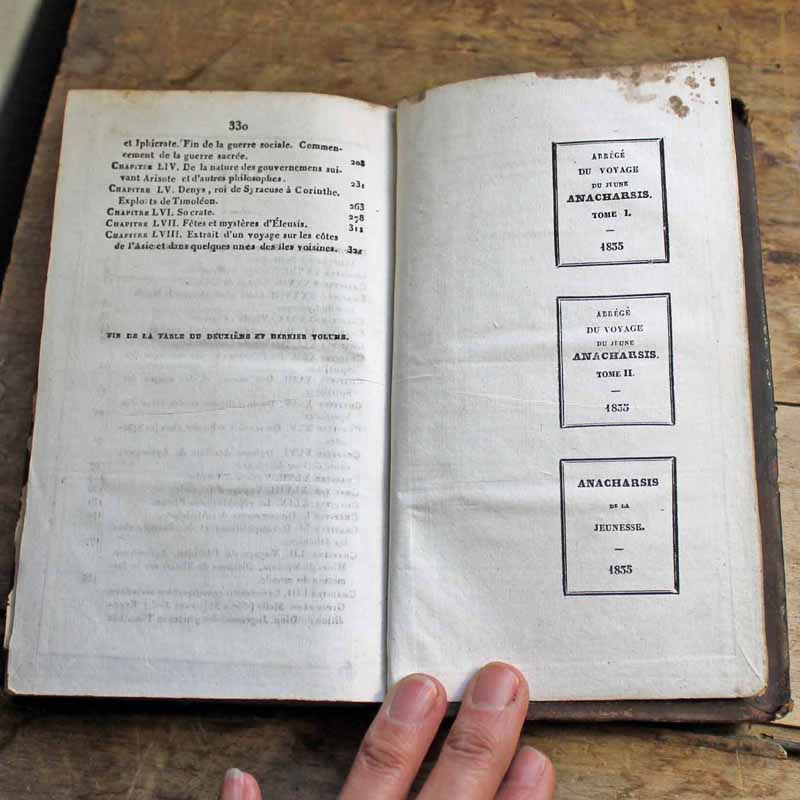 330
et Iphicrate. Fin de la guerre sociale. Commen-
cement de la guerre sacrée. 208
CHAPITRE LIV. De la nature des gouvernemens sui-
vant Arisote et d'autres philosophes. 231
CHAPITRE LV. Denys, roi de Syracuse à Corinthe.
Exploits de Timoléon. 263
CHAPITRE LVI. Socrate. 278
CHAPITRE LVII. Fêtes et mystères d'Éleusis. 311
CHAPITRE LVIII. Extrait d'un voyage sur les côtes
de l'Asie et dans quelques unes des îles voisines.
FIN DE LA TABLE DU DEUXIÈME ET DERNIER VOLUME.
ABRÉGÉ
DU VOYAGE
DU JEUNE
ANACHARSIS.
TOME I.
—
1835
ABRÉGÉ
DU VOYAGE
DU JEUNE
ANACHARSIS.
TOME II.
—
1835
ANACHARSIS
DE LA
JEUNESSE.
—
1835